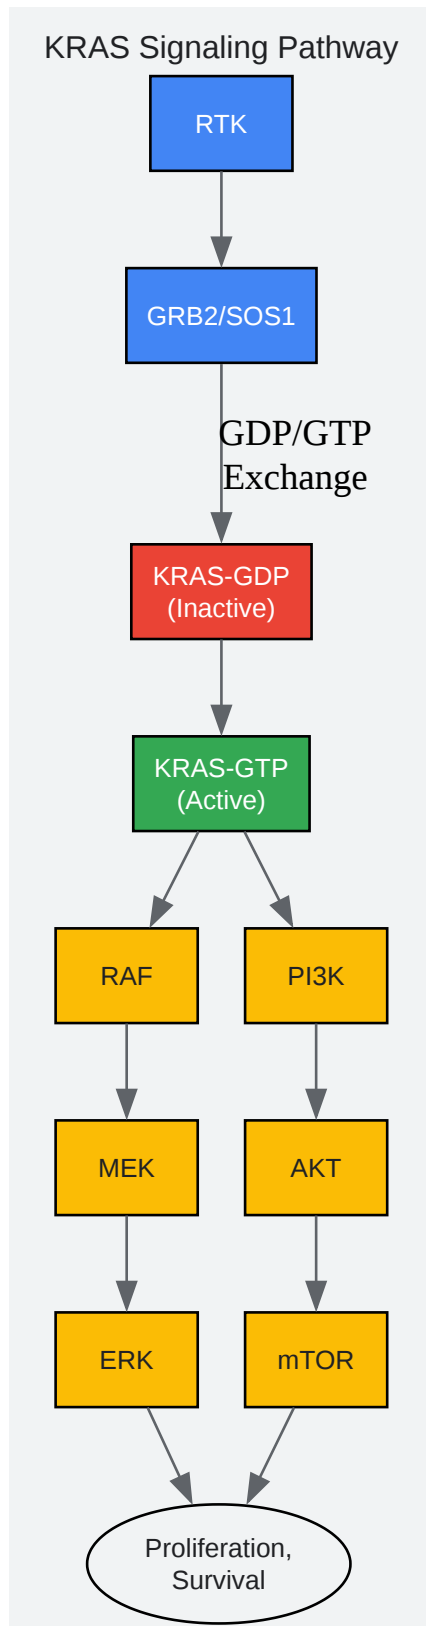 KRAS Signaling Pathway
RTK
GRB2/SOS1
GDP/GTP
Exchange
KRAS-GDP
(Inactive)
KRAS-GTP
(Active)
RAF
PI3K
MEK
AKT
ERK
mTOR
Proliferation,
Survival